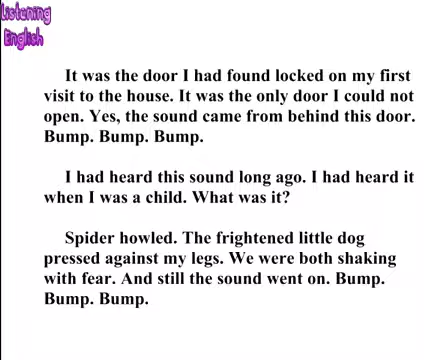 Listening
English
It was the door I had found locked on my first
visit to the house. It was the only door I could not
open. Yes, the sound came from behind this door.
Bump. Bump. Bump.
I had heard this sound long ago. I had heard it
when I was a child. What was it?
Spider howled. The frightened little dog
pressed against my legs. We were both shaking
with fear. And still the sound went on. Bump.
Bump. Bump.